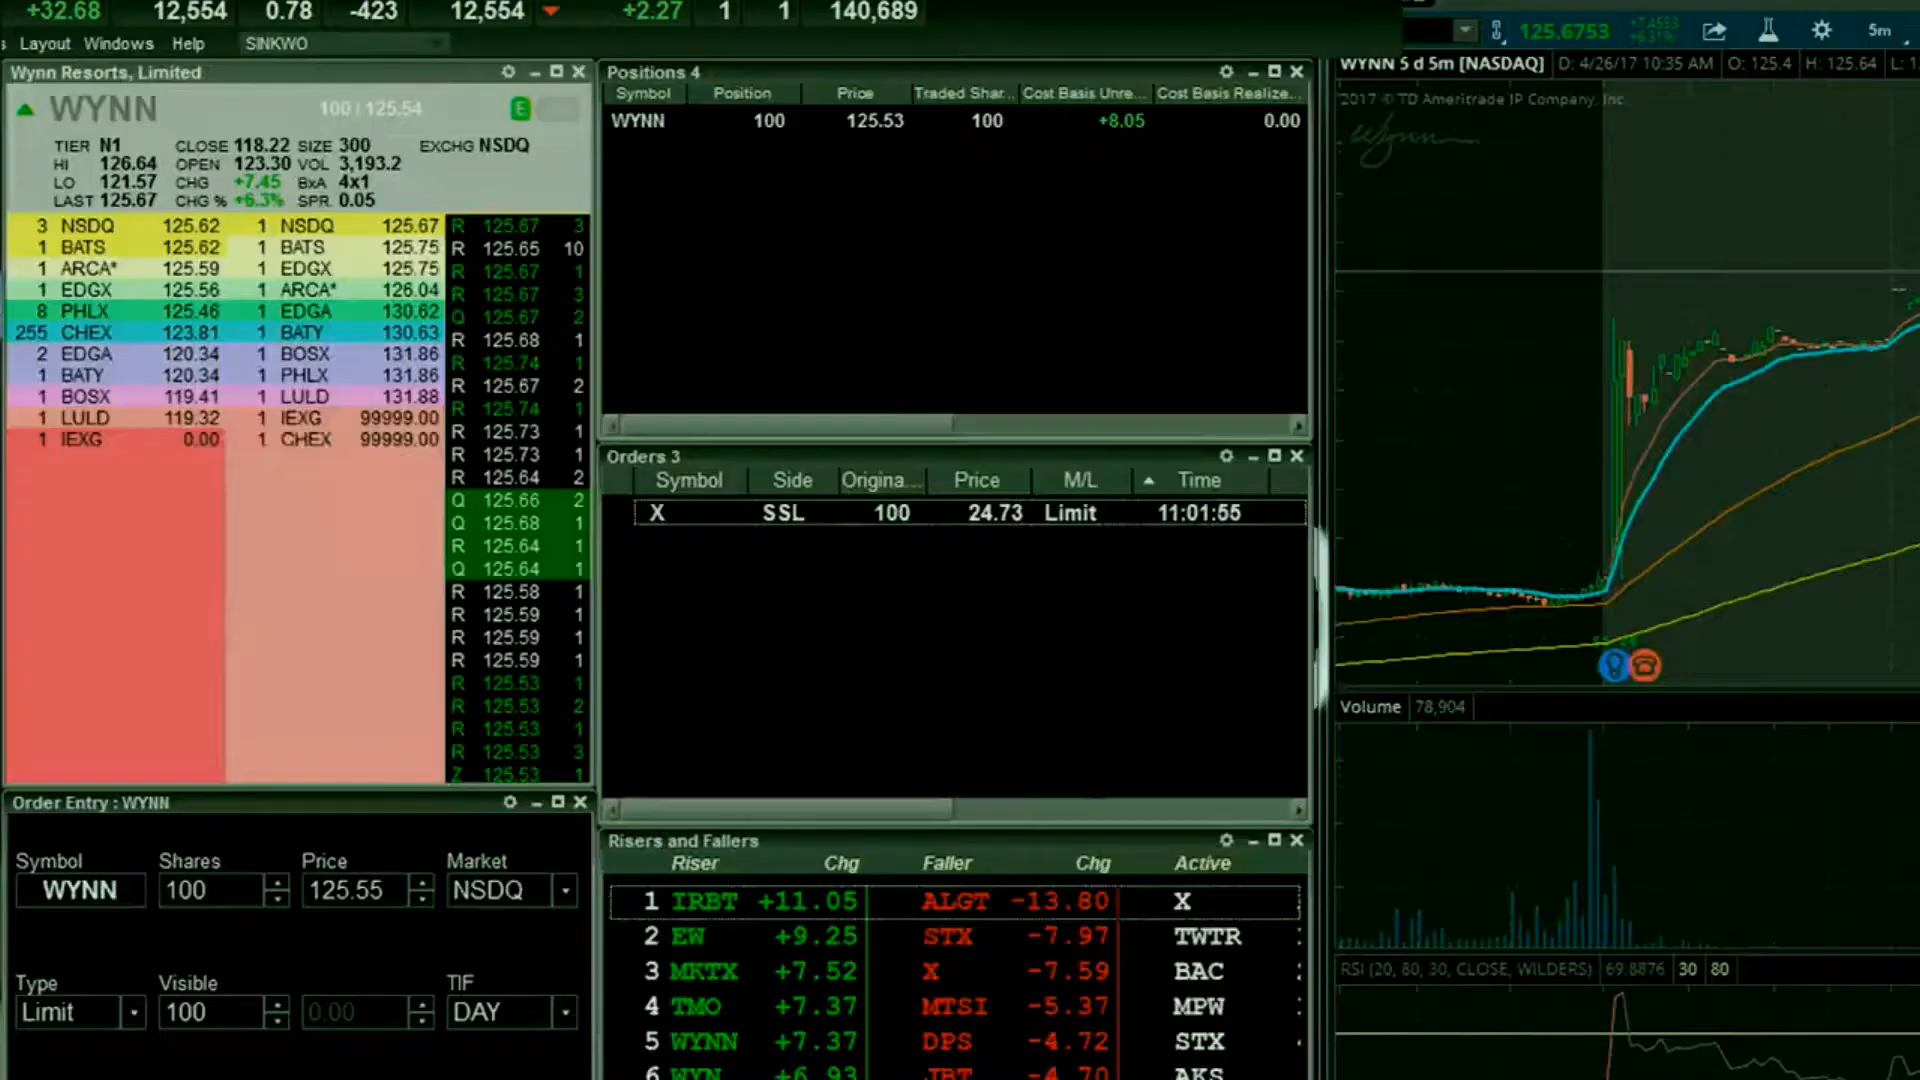 +32.68 12,554 0.78 -423 12,554 +2.27 1 1 140,689
s Layout Windows Help SINKWO
125.6753 +7.4553 +6.31% 5m
Wynn Resorts, Limited
WYNN 100 / 125.54 E
TIER N1 CLOSE 118.22 SIZE 300 EXCHG NSDQ
HI 126.64 OPEN 123.30 VOL 3,193.2
LO 121.57 CHG +7.45 BxA 4x1
LAST 125.67 CHG % +6.3% SPR. 0.05
3 NSDQ 125.62 1 NSDQ 125.67
1 BATS 125.62 1 BATS 125.75
1 ARCA* 125.59 1 EDGX 125.75
1 EDGX 125.56 1 ARCA* 126.04
8 PHLX 125.46 1 EDGA 130.62
255 CHEX 123.81 1 BATY 130.63
2 EDGA 120.34 1 BOSX 131.86
1 BATY 120.34 1 PHLX 131.86
1 BOSX 119.41 1 LULD 131.88
1 LULD 119.32 1 IEXG 99999.00
1 IEXG 0.00 1 CHEX 99999.00
R 125.67 3
R 125.65 10
R 125.67 1
R 125.67 3
Q 125.67 2
R 125.68 1
R 125.74 1
R 125.67 2
R 125.74 1
R 125.73 1
R 125.73 1
R 125.64 2
Q 125.66 2
Q 125.68 1
R 125.64 1
Q 125.64 1
R 125.58 1
R 125.59 1
R 125.59 1
R 125.59 1
R 125.53 1
R 125.53 2
R 125.53 1
R 125.53 3
Z 125.53 1
Order Entry : WYNN
Symbol Shares Price Market
WYNN 100 125.55 NSDQ
Type Visible TIF
Limit 100 0.00 DAY
Positions 4
Symbol Position Price Traded Shar... Cost Basis Unre... Cost Basis Realize...
WYNN 100 125.53 100 +8.05 0.00
Orders 3
Symbol Side Origina... Price M/L Time
X SSL 100 24.73 Limit 11:01:55
Risers and Fallers
Riser Chg Faller Chg Active
1 IRBT +11.05 ALGT -13.80 X
2 EW +9.25 STX -7.97 TWTR
3 MKTX +7.52 X -7.59 BAC
4 TMO +7.37 MTSI -5.37 MPW
5 WYNN +7.37 DPS -4.72 STX
6 WYN +6.93 JBT -4.70 AKS
WYNN 5 d 5m [NASDAQ] D: 4/26/17 10:35 AM O: 125.4 H: 125.64 L: 1
2017 © TD Ameritrade IP Company, Inc.
Wynn
Volume 78,904
RSI (20, 80, 30, CLOSE, WILDERS) 69.8876 30 80